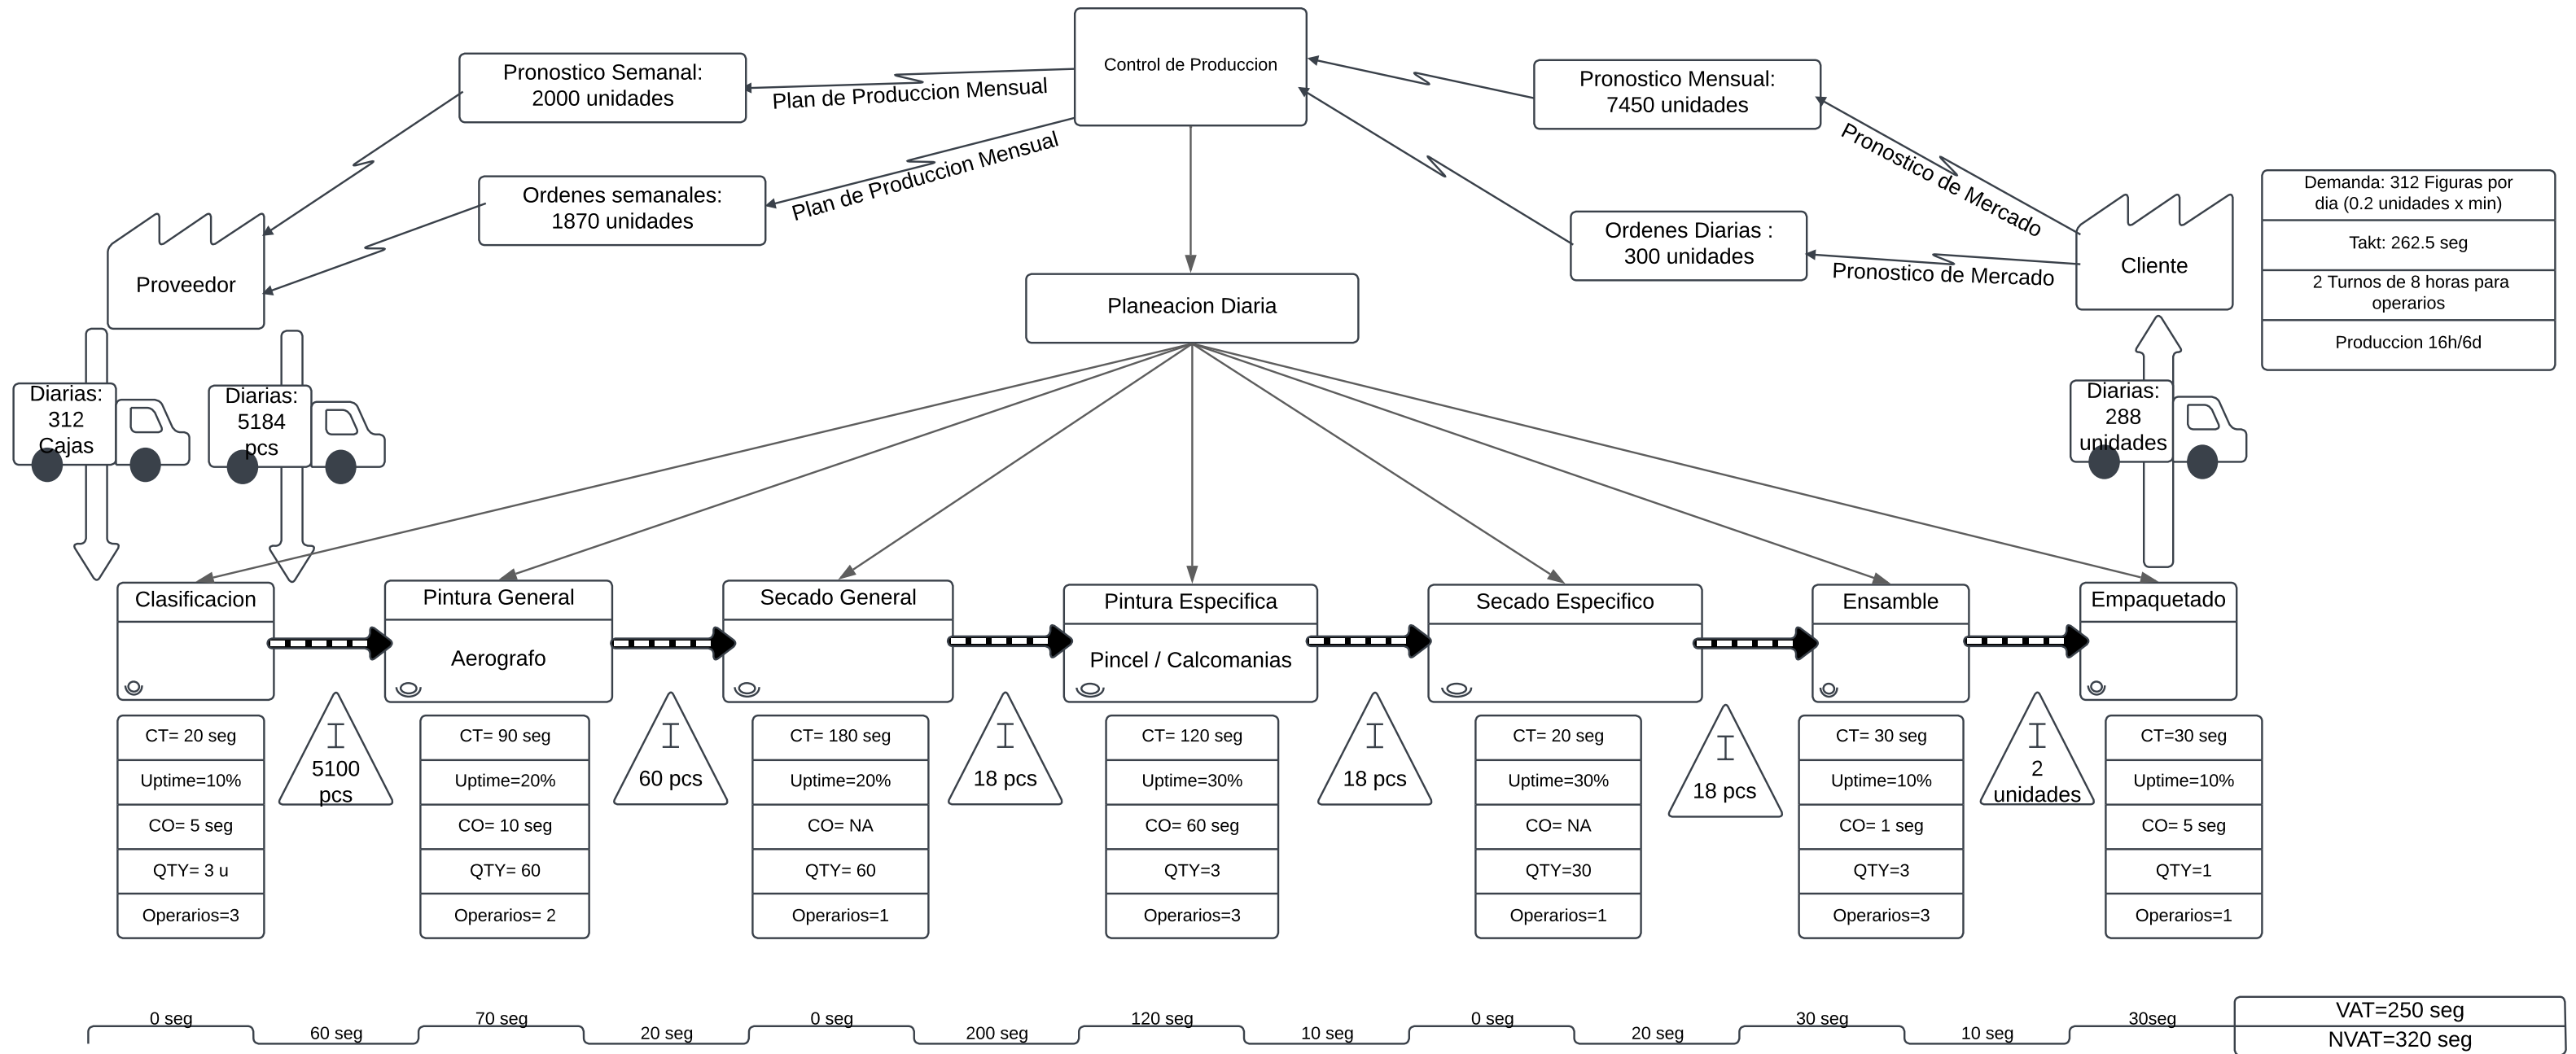 Control de Produccion
Pronostico Semanal:
2000 unidades
Plan de Produccion Mensual
Pronostico Mensual:
7450 unidades
Pronostico de Mercado
Plan de Produccion Mensual
Ordenes semanales:
1870 unidades
Ordenes Diarias :
300 unidades
Pronostico de Mercado
Proveedor
Cliente
Demanda: 312 Figuras por
dia (0.2 unidades x min)
Takt: 262.5 seg
2 Turnos de 8 horas para
operarios
Produccion 16h/6d
Planeacion Diaria
Diarias:
312
Cajas
Diarias:
5184
pcs
Diarias:
288
unidades
Clasificacion
Pintura General
Aerografo
Secado General
Pintura Especifica
Pincel / Calcomanias
Secado Especifico
Ensamble
Empaquetado
CT= 20 seg
Uptime=10%
CO= 5 seg
QTY= 3 u
Operarios=3
5100
pcs
CT= 90 seg
Uptime=20%
CO= 10 seg
QTY= 60
Operarios= 2
60 pcs
CT= 180 seg
Uptime=20%
CO= NA
QTY= 60
Operarios=1
18 pcs
CT= 120 seg
Uptime=30%
CO= 60 seg
QTY=3
Operarios=3
18 pcs
CT= 20 seg
Uptime=30%
CO= NA
QTY=30
Operarios=1
18 pcs
CT= 30 seg
Uptime=10%
CO= 1 seg
QTY=3
Operarios=3
2
unidades
CT=30 seg
Uptime=10%
CO= 5 seg
QTY=1
Operarios=1
0 seg
60 seg
70 seg
20 seg
0 seg
200 seg
120 seg
10 seg
0 seg
20 seg
30 seg
10 seg
30seg
VAT=250 seg
NVAT=320 seg